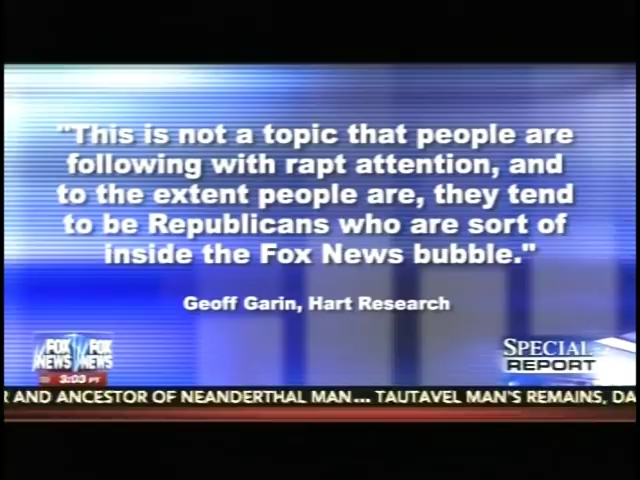 "This is not a topic that people are
following with rapt attention, and
to the extent people are, they tend
to be Republicans who are sort of
inside the Fox News bubble."
Geoff Garin, Hart Research
FOX NEWS FOX NEWS
3:03 PT
SPECIAL
REPORT
R AND ANCESTOR OF NEANDERTHAL MAN... TAUTAVEL MAN'S REMAINS, DA